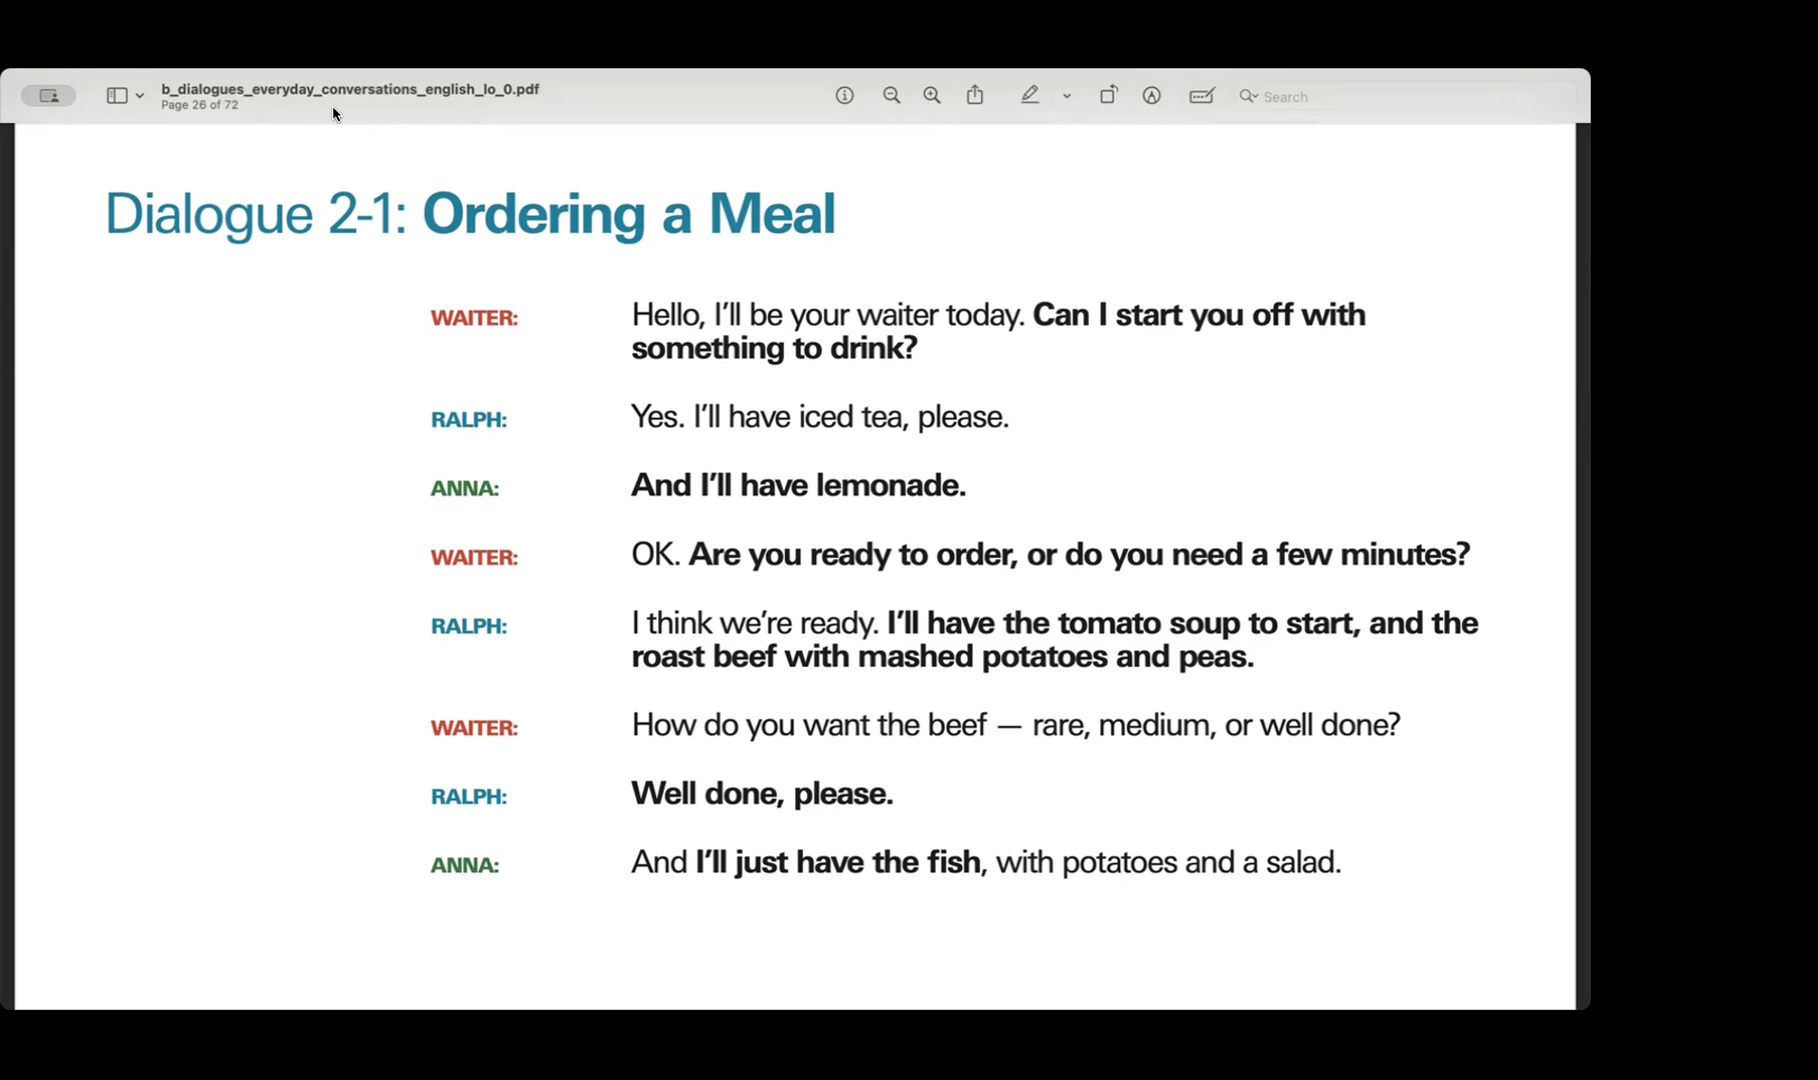 b_dialogues_everyday_conversations_english_lo_0.pdf
Page 26 of 72
Search
Dialogue 2-1: Ordering a Meal
WAITER: Hello, I’ll be your waiter today. Can I start you off with
something to drink?
RALPH: Yes. I’ll have iced tea, please.
ANNA: And I’ll have lemonade.
WAITER: OK. Are you ready to order, or do you need a few minutes?
RALPH: I think we’re ready. I’ll have the tomato soup to start, and the
roast beef with mashed potatoes and peas.
WAITER: How do you want the beef — rare, medium, or well done?
RALPH: Well done, please.
ANNA: And I’ll just have the fish, with potatoes and a salad.